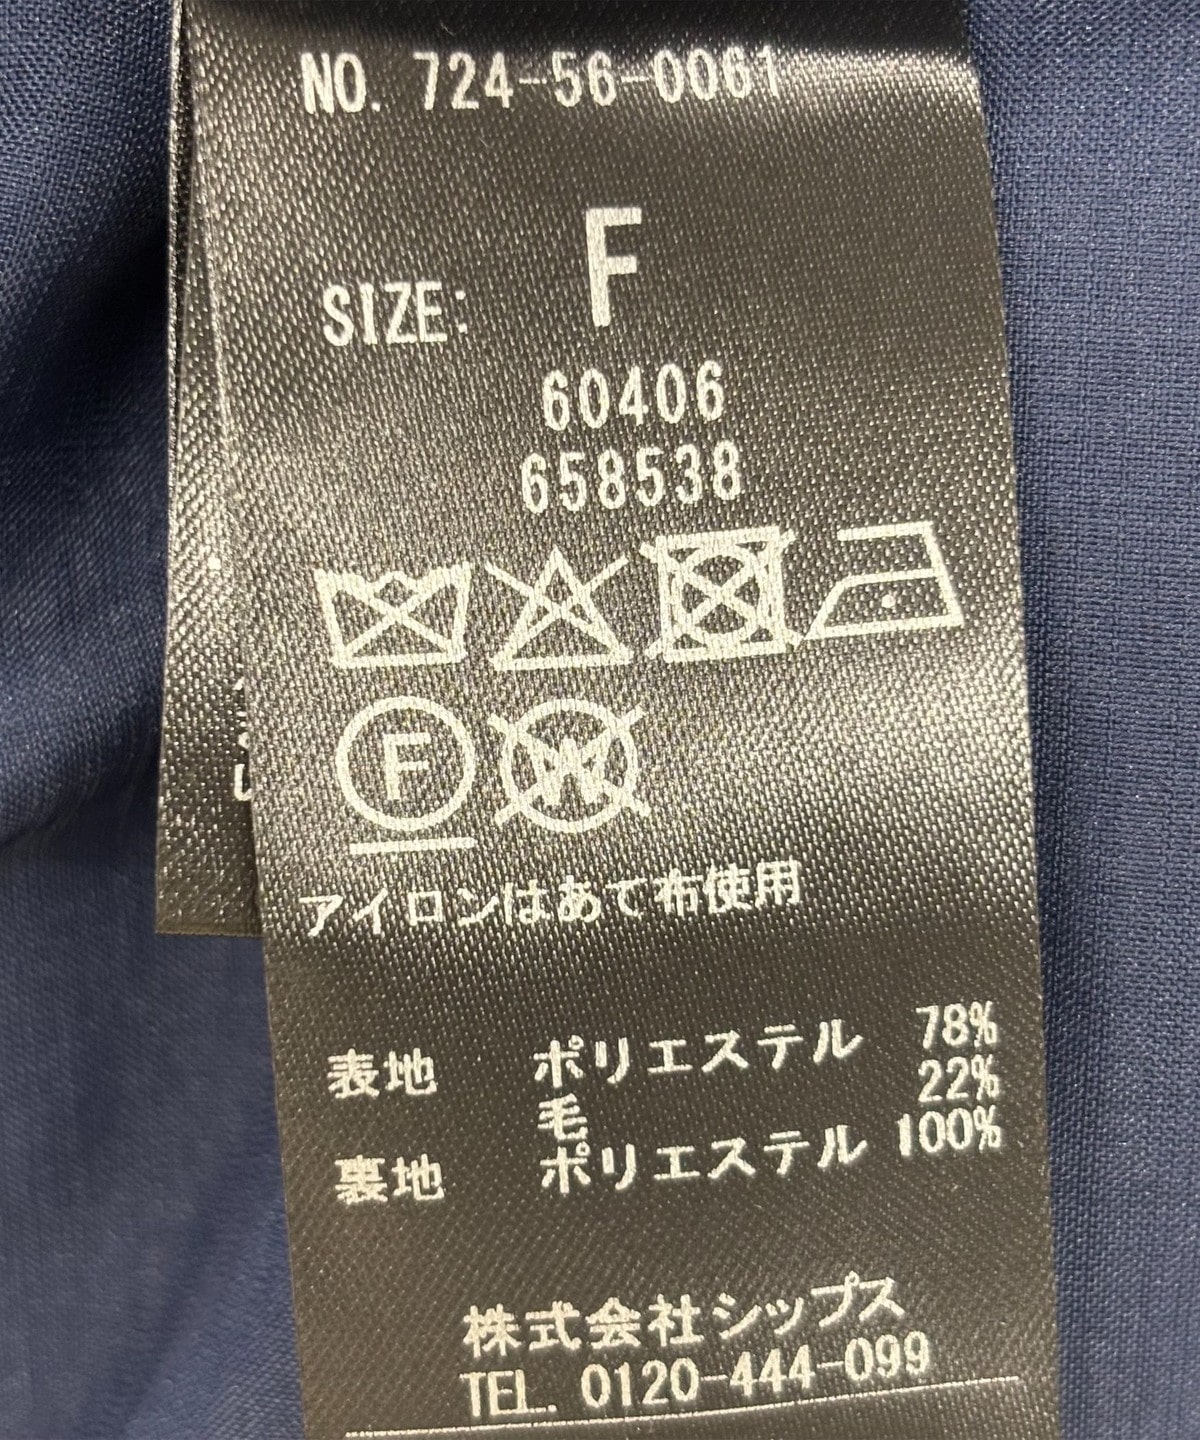 NO. 724-56-0061
SIZE: F
60406
658538
F
W
アイロンはあて布使用
表地 ポリエステル 78%
毛 22%
裏地 ポリエステル 100%
株式会社シップス
TEL. 0120-444-099